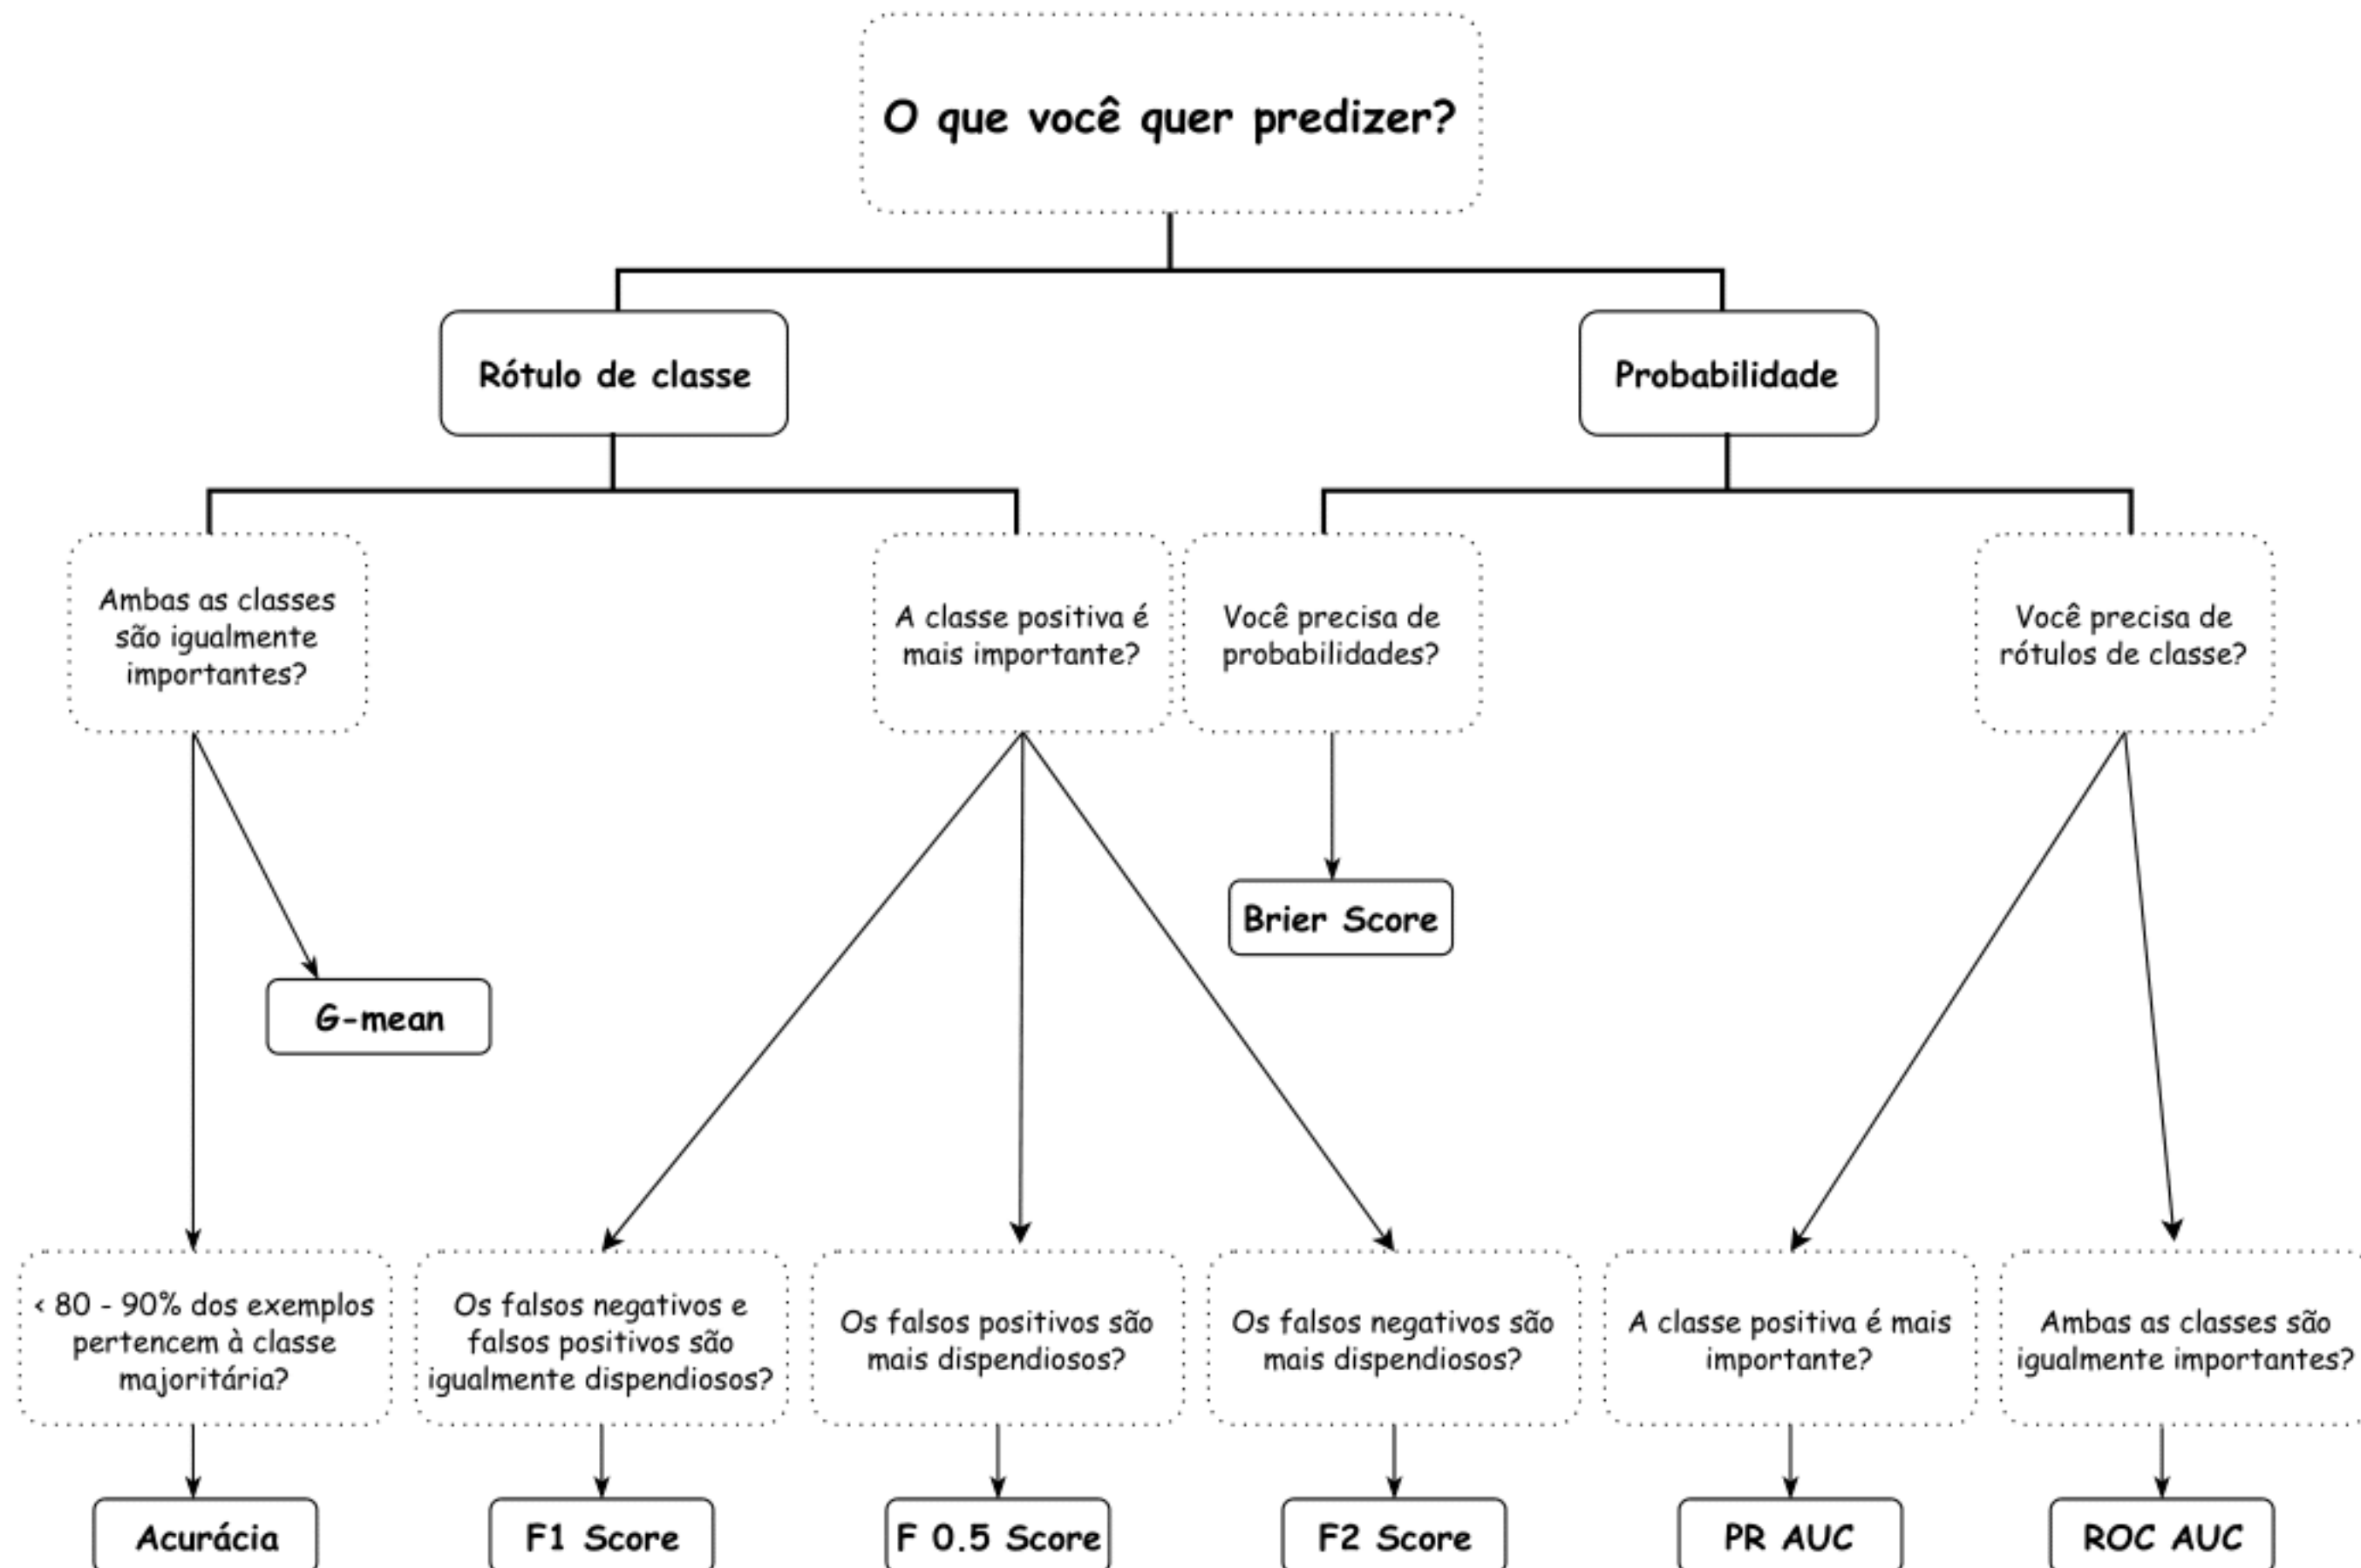 O que você quer predizer?
Rótulo de classe
Probabilidade
Ambas as classes
são igualmente
importantes?
A classe positiva é
mais importante?
Você precisa de
probabilidades?
Você precisa de
rótulos de classe?
Brier Score
G-mean
< 80 - 90% dos exemplos
pertencem à classe
majoritária?
Os falsos negativos e
falsos positivos são
igualmente dispendiosos?
Os falsos positivos são
mais dispendiosos?
Os falsos negativos são
mais dispendiosos?
A classe positiva é mais
importante?
Ambas as classes são
igualmente importantes?
Acurácia
F1 Score
F 0.5 Score
F2 Score
PR AUC
ROC AUC